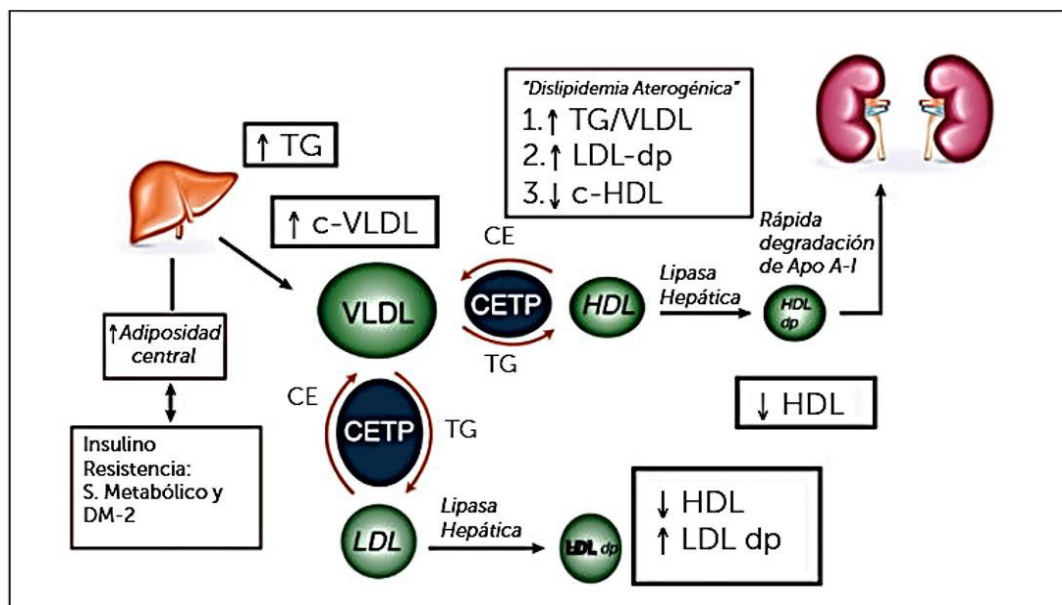 "Dislipidemia Aterogénica"
1.↑ TG/VLDL
2.↑ LDL-dp
3.↓ c-HDL
↑ TG
↑ c-VLDL
CE
Rápida
degradación
de Apo A-I
VLDL
CETP
HDL
Lipasa
Hepática
HDL
dp
TG
↑ Adiposidad
central
CE
CETP
TG
↓ HDL
Insulino
Resistencia:
S. Metabólico y
DM-2
LDL
Lipasa
Hepática
LDL dp
↓ HDL
↑ LDL dp